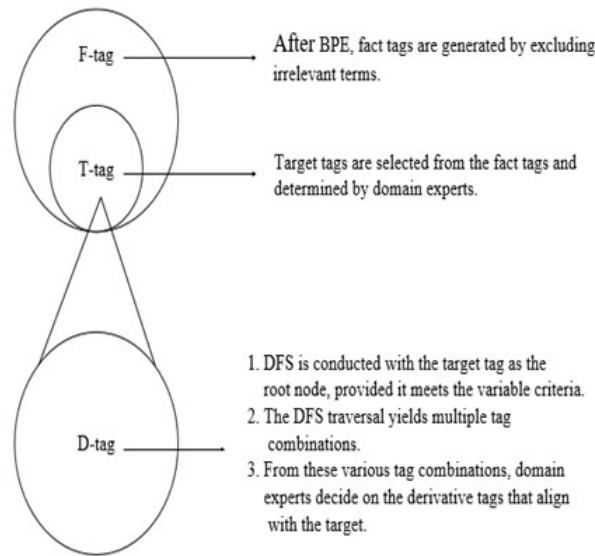 F-tag
After BPE, fact tags are generated by excluding
irrelevant terms.
T-tag
Target tags are selected from the fact tags and
determined by domain experts.
D-tag
1. DFS is conducted with the target tag as the
root node, provided it meets the variable criteria.
2. The DFS traversal yields multiple tag
combinations.
3. From these various tag combinations, domain
experts decide on the derivative tags that align
with the target.